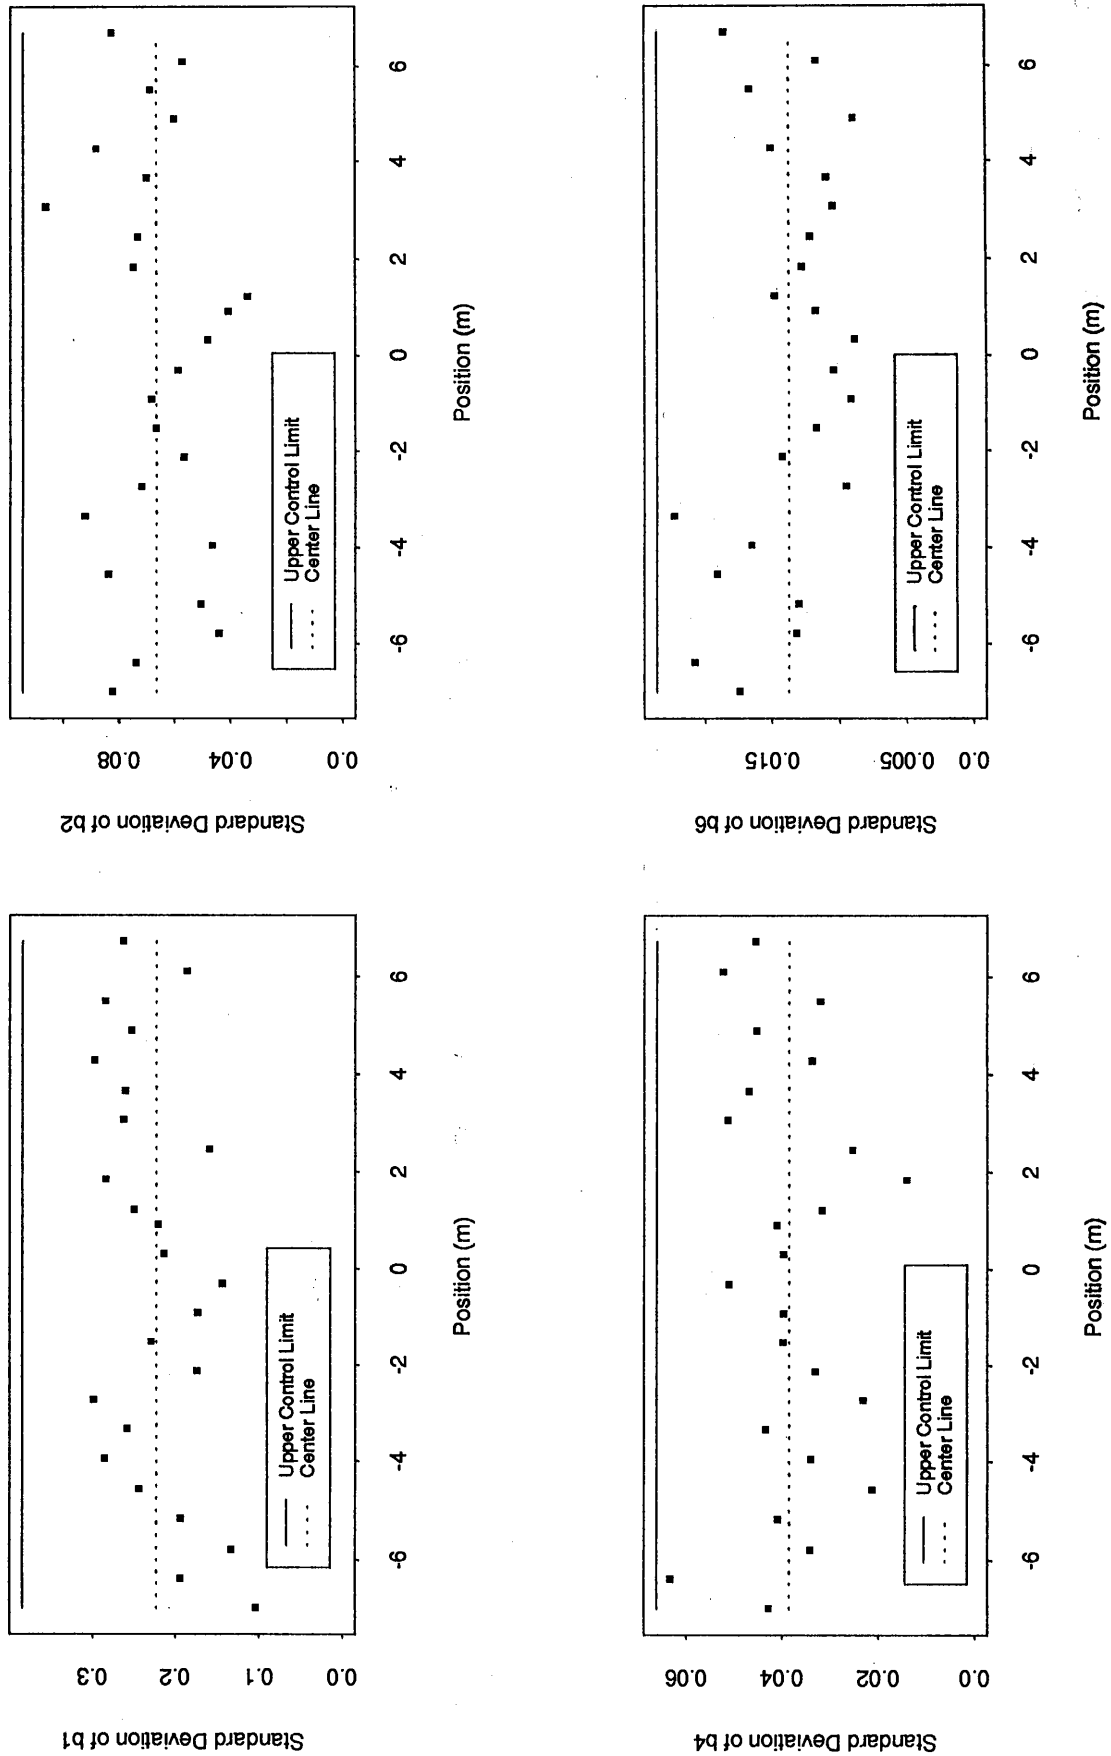 Standard Deviation of b1
0.0 0.1 0.2 0.3
-6 -4 -2 0 2 4 6
Position (m)
Upper Control Limit
Center Line
Standard Deviation of b2
0.0 0.04 0.08
-6 -4 -2 0 2 4 6
Position (m)
Upper Control Limit
Center Line
Standard Deviation of b4
0.0 0.02 0.04 0.06
-6 -4 -2 0 2 4 6
Position (m)
Upper Control Limit
Center Line
Standard Deviation of b6
0.0 0.005 0.015
-6 -4 -2 0 2 4 6
Position (m)
Upper Control Limit
Center Line